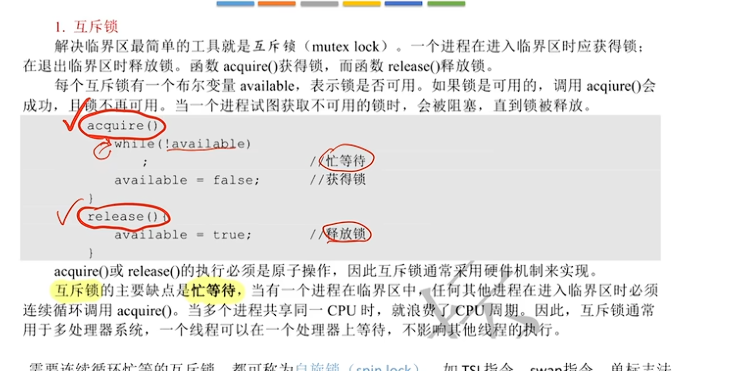 1. 互斥锁
解决临界区最简单的工具就是互斥锁（mutex lock）。一个进程在进入临界区时应获得锁；
在退出临界区时释放锁。函数 acquire()获得锁，而函数 release()释放锁。
每个互斥锁有一个布尔变量 available，表示锁是否可用。如果锁是可用的，调用 acqiure()会
成功，且锁不再可用。当一个进程试图获取不可用的锁时，会被阻塞，直到锁被释放。
acquire()
while(!available)
; //忙等待
available = false; //获得锁
}
release(){
available = true; //释放锁
}
acquire()或 release()的执行必须是原子操作，因此互斥锁通常采用硬件机制来实现。
互斥锁的主要缺点是忙等待，当有一个进程在临界区中，任何其他进程在进入临界区时必须
连续循环调用 acquire()。当多个进程共享同一 CPU 时，就浪费了 CPU 周期。因此，互斥锁通常
用于多处理器系统，一个线程可以在一个处理器上等待，不影响其他线程的执行。
需要连续循环忙等的互斥锁，都可称为自旋锁（spin lock），如 TSL指令、swap指令、单标志法